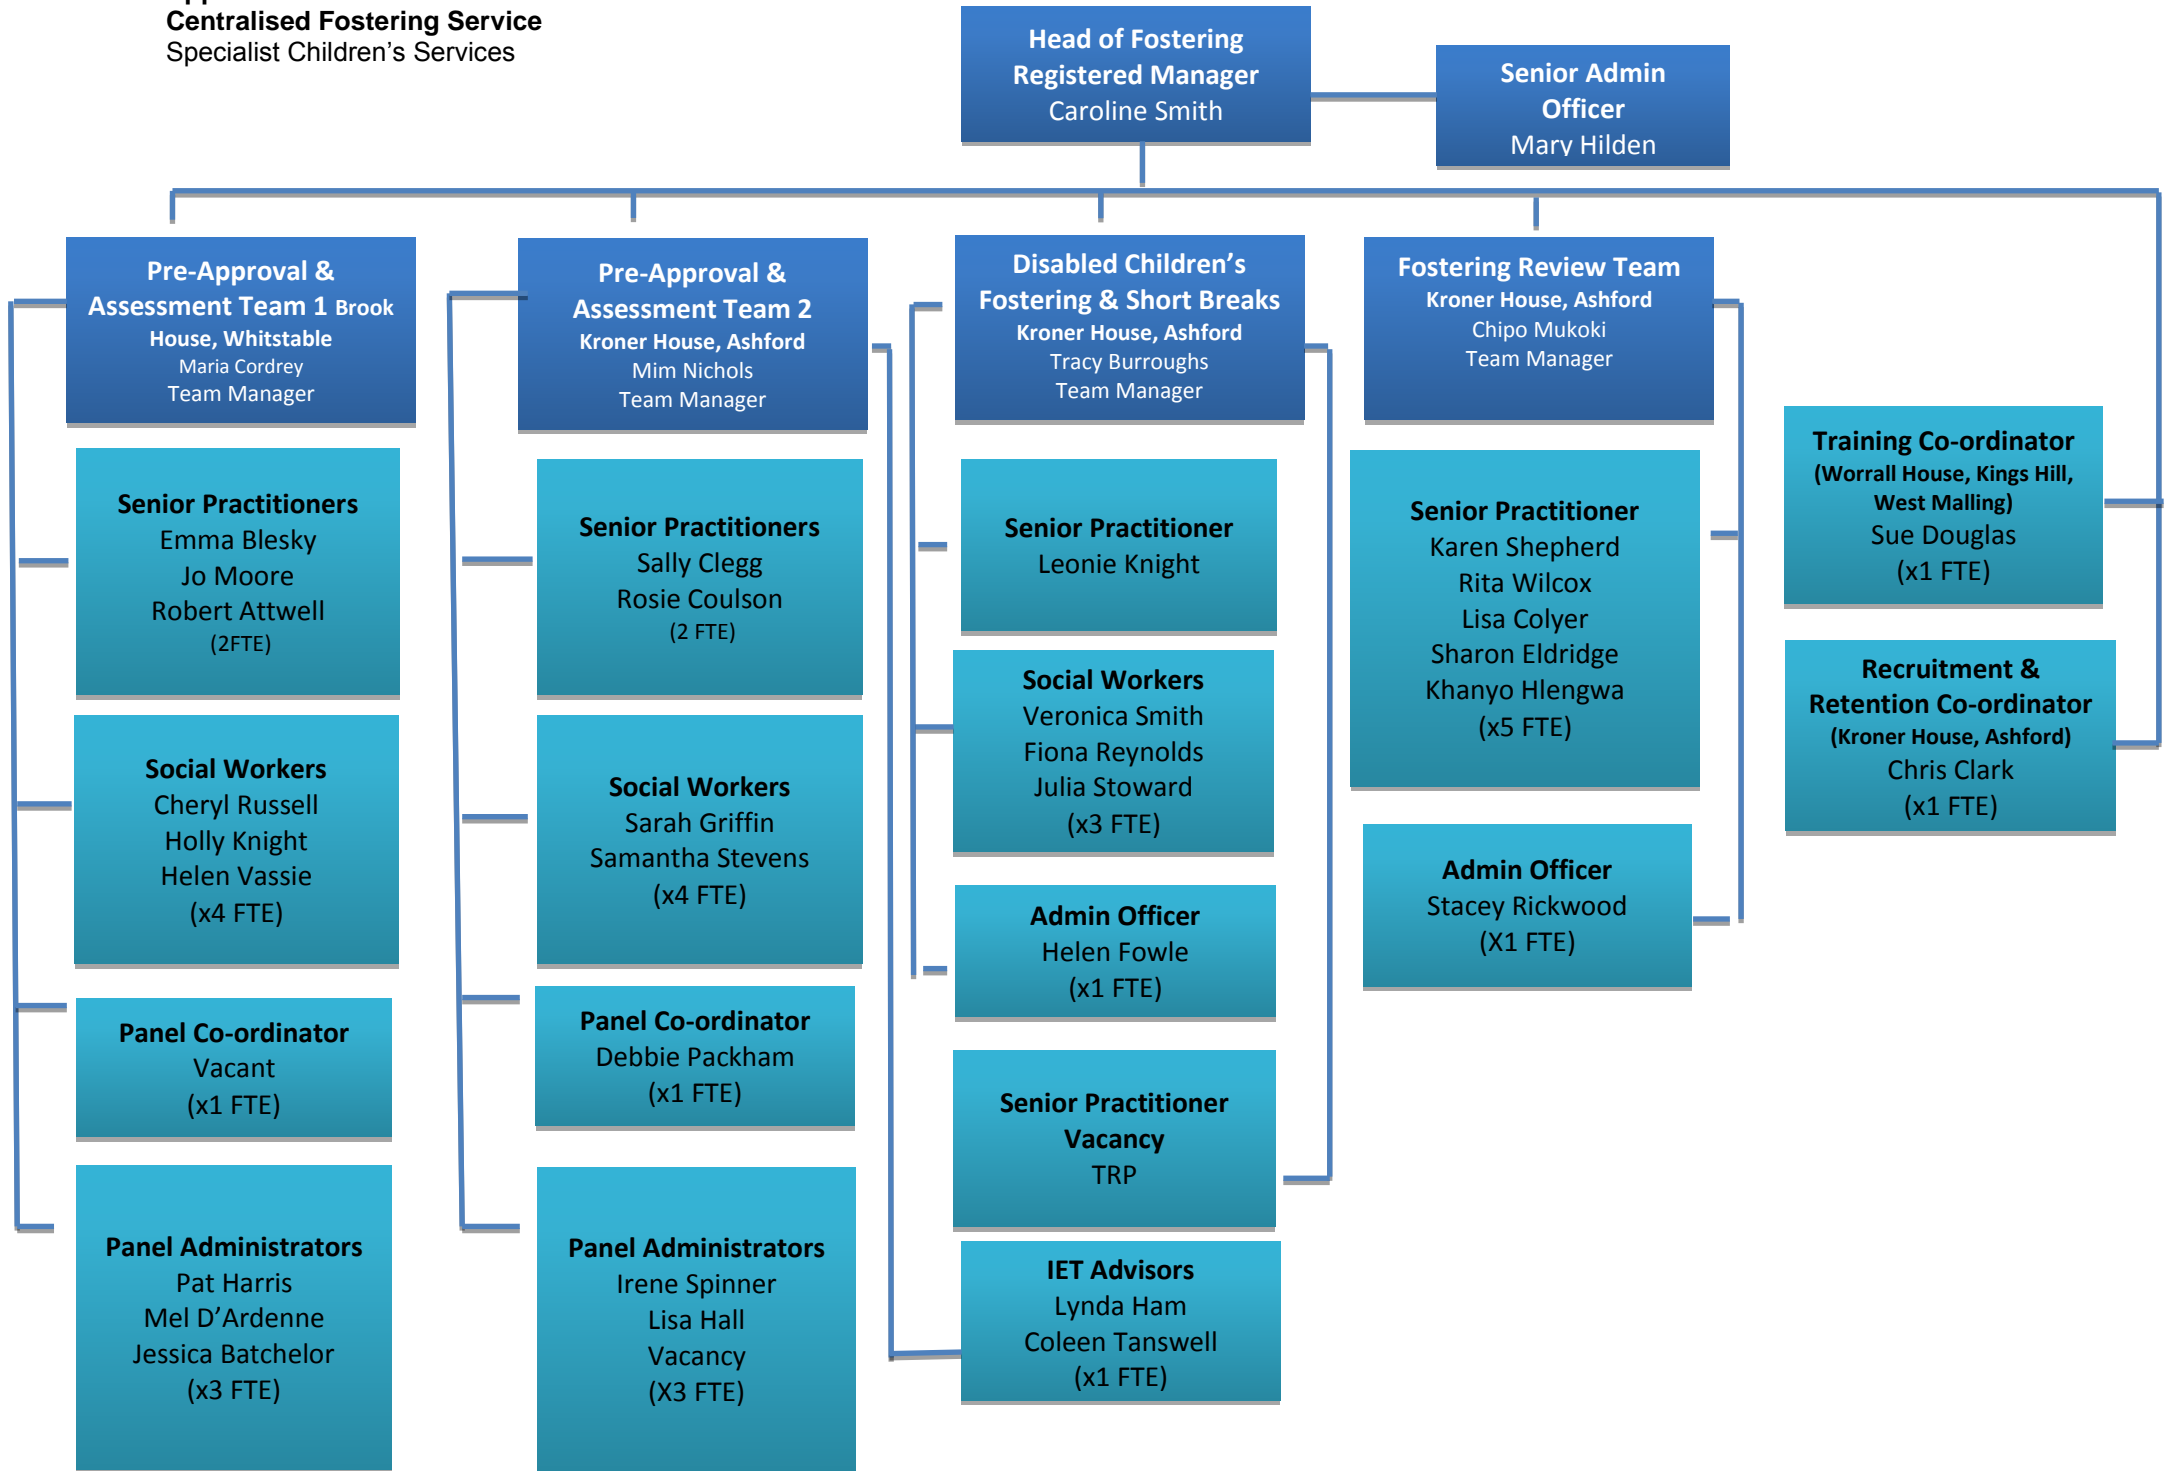 Centralised Fostering Service
Specialist Children's Services
Head of Fostering
Registered Manager
Caroline Smith
Senior Admin
Officer
Mary Hilden
Pre-Approval &
Assessment Team 1 Brook
House, Whitstable
Maria Cordrey
Team Manager
Senior Practitioners
Emma Blesky
Jo Moore
Robert Attwell
(2FTE)
Social Workers
Cheryl Russell
Holly Knight
Helen Vassie
(x4 FTE)
Panel Co-ordinator
Vacant
(x1 FTE)
Panel Administrators
Pat Harris
Mel D'Ardenne
Jessica Batchelor
(x3 FTE)
Pre-Approval &
Assessment Team 2
Kroner House, Ashford
Mim Nichols
Team Manager
Senior Practitioners
Sally Clegg
Rosie Coulson
(2 FTE)
Social Workers
Sarah Griffin
Samantha Stevens
(x4 FTE)
Panel Co-ordinator
Debbie Packham
(x1 FTE)
Panel Administrators
Irene Spinner
Lisa Hall
Vacancy
(X3 FTE)
Disabled Children's
Fostering & Short Breaks
Kroner House, Ashford
Tracy Burroughs
Team Manager
Senior Practitioner
Leonie Knight
Social Workers
Veronica Smith
Fiona Reynolds
Julia Stoward
(x3 FTE)
Admin Officer
Helen Fowle
(x1 FTE)
Senior Practitioner
Vacancy
TRP
IET Advisors
Lynda Ham
Coleen Tanswell
(x1 FTE)
Fostering Review Team
Kroner House, Ashford
Chipo Mukoki
Team Manager
Senior Practitioner
Karen Shepherd
Rita Wilcox
Lisa Colyer
Sharon Eldridge
Khanyo Hlengwa
(x5 FTE)
Admin Officer
Stacey Rickwood
(X1 FTE)
Training Co-ordinator
(Worrall House, Kings Hill,
West Malling)
Sue Douglas
(x1 FTE)
Recruitment &
Retention Co-ordinator
(Kroner House, Ashford)
Chris Clark
(x1 FTE)